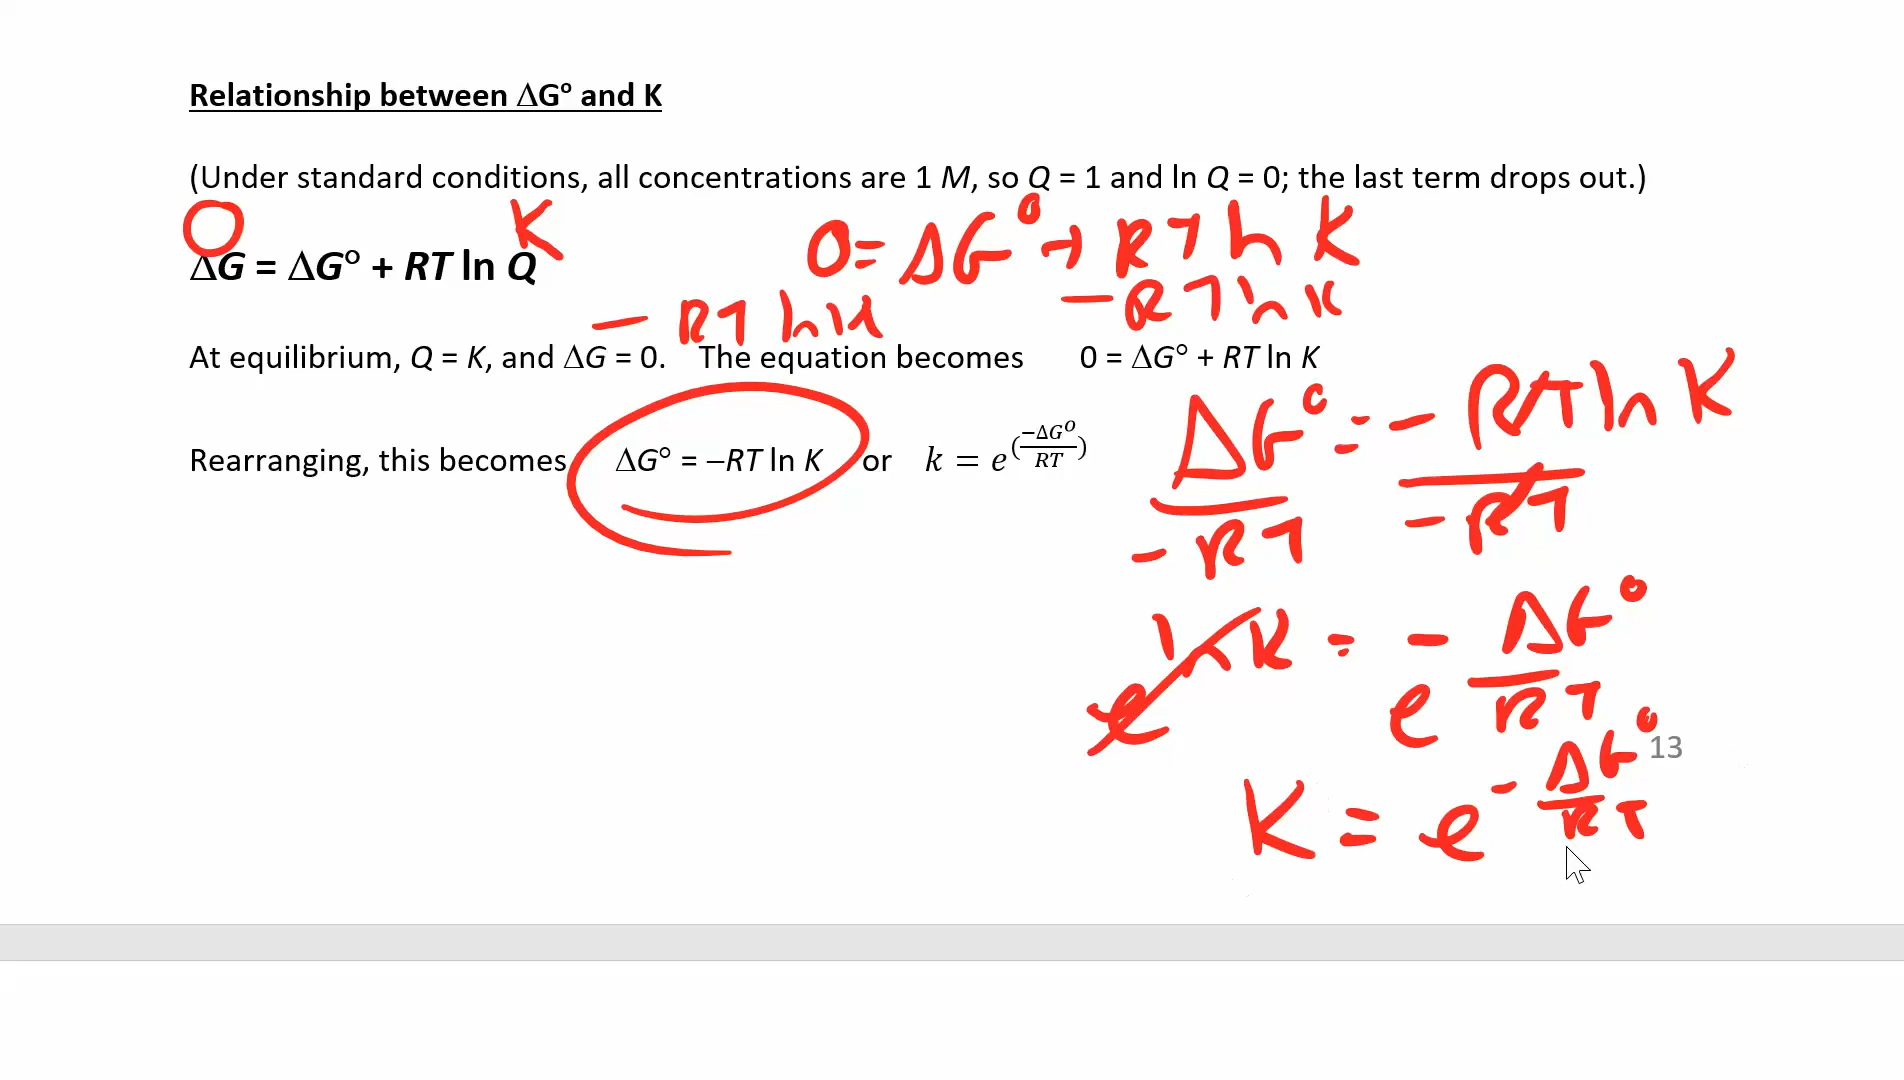 Relationship between ΔG° and K
(Under standard conditions, all concentrations are 1 M, so Q = 1 and ln Q = 0; the last term drops out.)
0 K
ΔG = ΔG° + RT ln Q
0 = ΔG° + RT ln K
− RT ln K − RT ln K
At equilibrium, Q = K, and ΔG = 0. The equation becomes 0 = ΔG° + RT ln K
Rearranging, this becomes ΔG° = −RT ln K or k = e^(−ΔG°/RT)
ΔG° = − RT ln K
− RT − RT
e^ln K = e^− ΔG°/RT
13
K = e^− ΔG°/RT